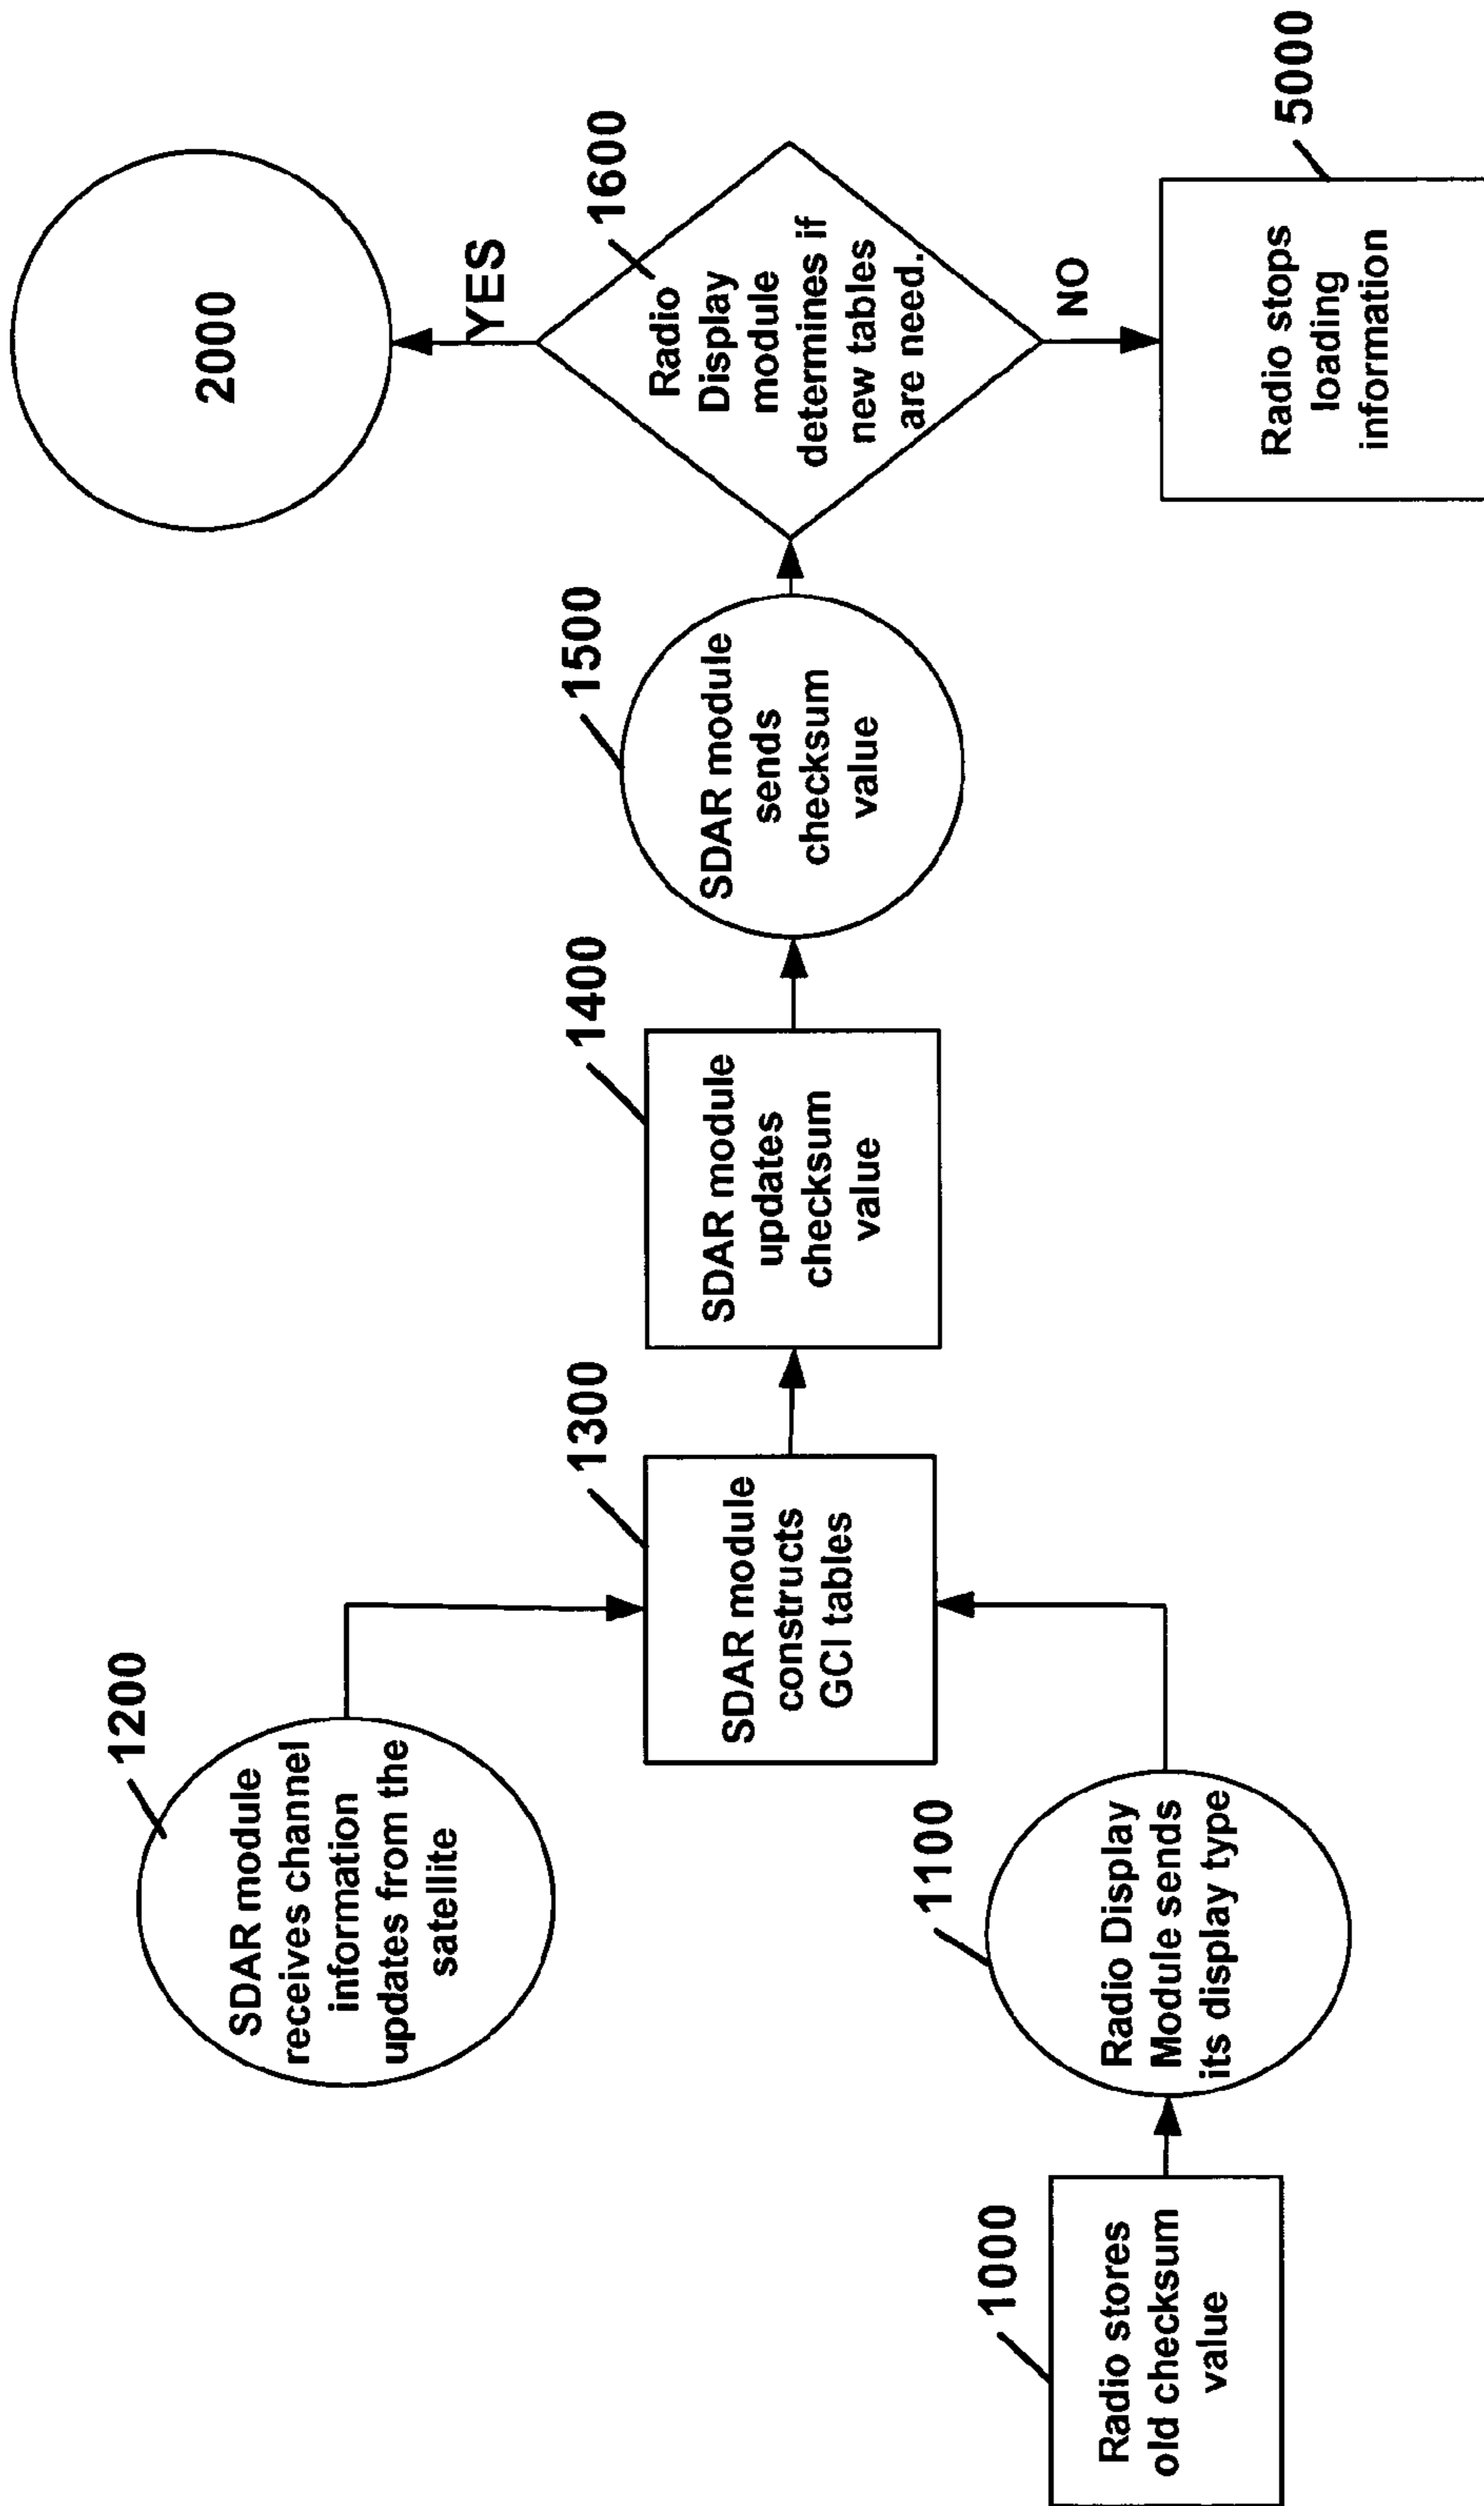 1000
Radio stores
old checksum
value
1100
Radio Display
Module sends
its display type
1200
SDAR module
receives channel
information
updates from the
satellite
1300
SDAR module
constructs
GCI tables
1400
SDAR module
updates
checksum
value
1500
SDAR module
sends
checksum
value
1600
Radio
Display
module
determines if
new tables
are need.
YES
2000
NO
5000
Radio stops
loading
information